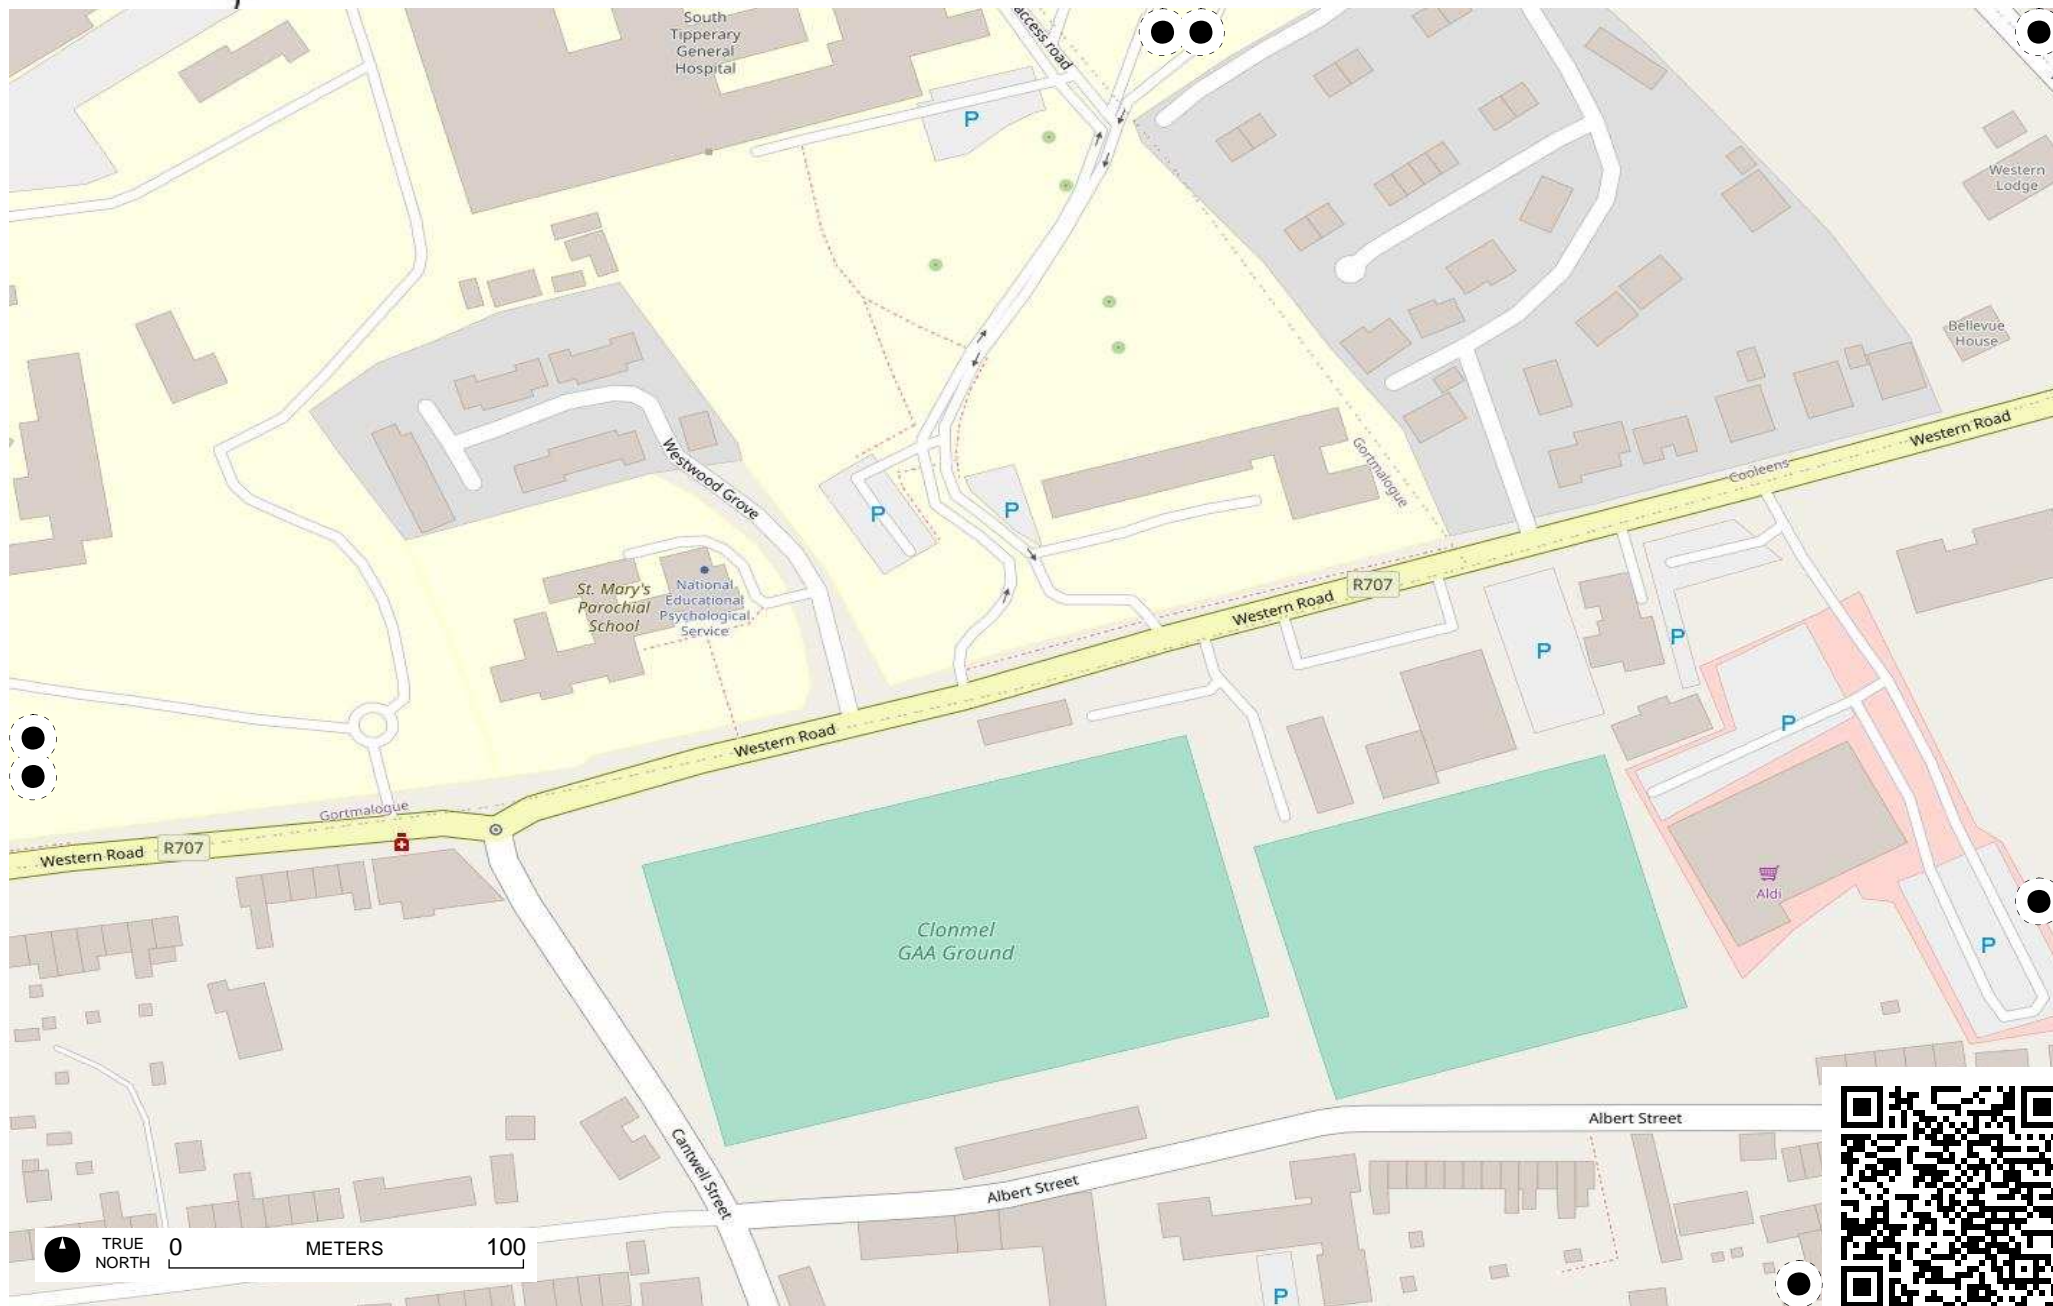 South
Tipperary
General
Hospital
access road
P
Western
Lodge
Bellevue
House
Western Road
Cooleens
Gortmalogue
Westwood Grove
P
P
St. Mary's
Parochial
School
National
Educational
Psychological
Service
R707
Western Road
P
P
P
Western Road
Gortmalogue
Western Road
R707
Aldi
Clonmel
GAA Ground
P
Cantwell Street
Albert Street
Albert Street
P
TRUE
NORTH
0 METERS 100